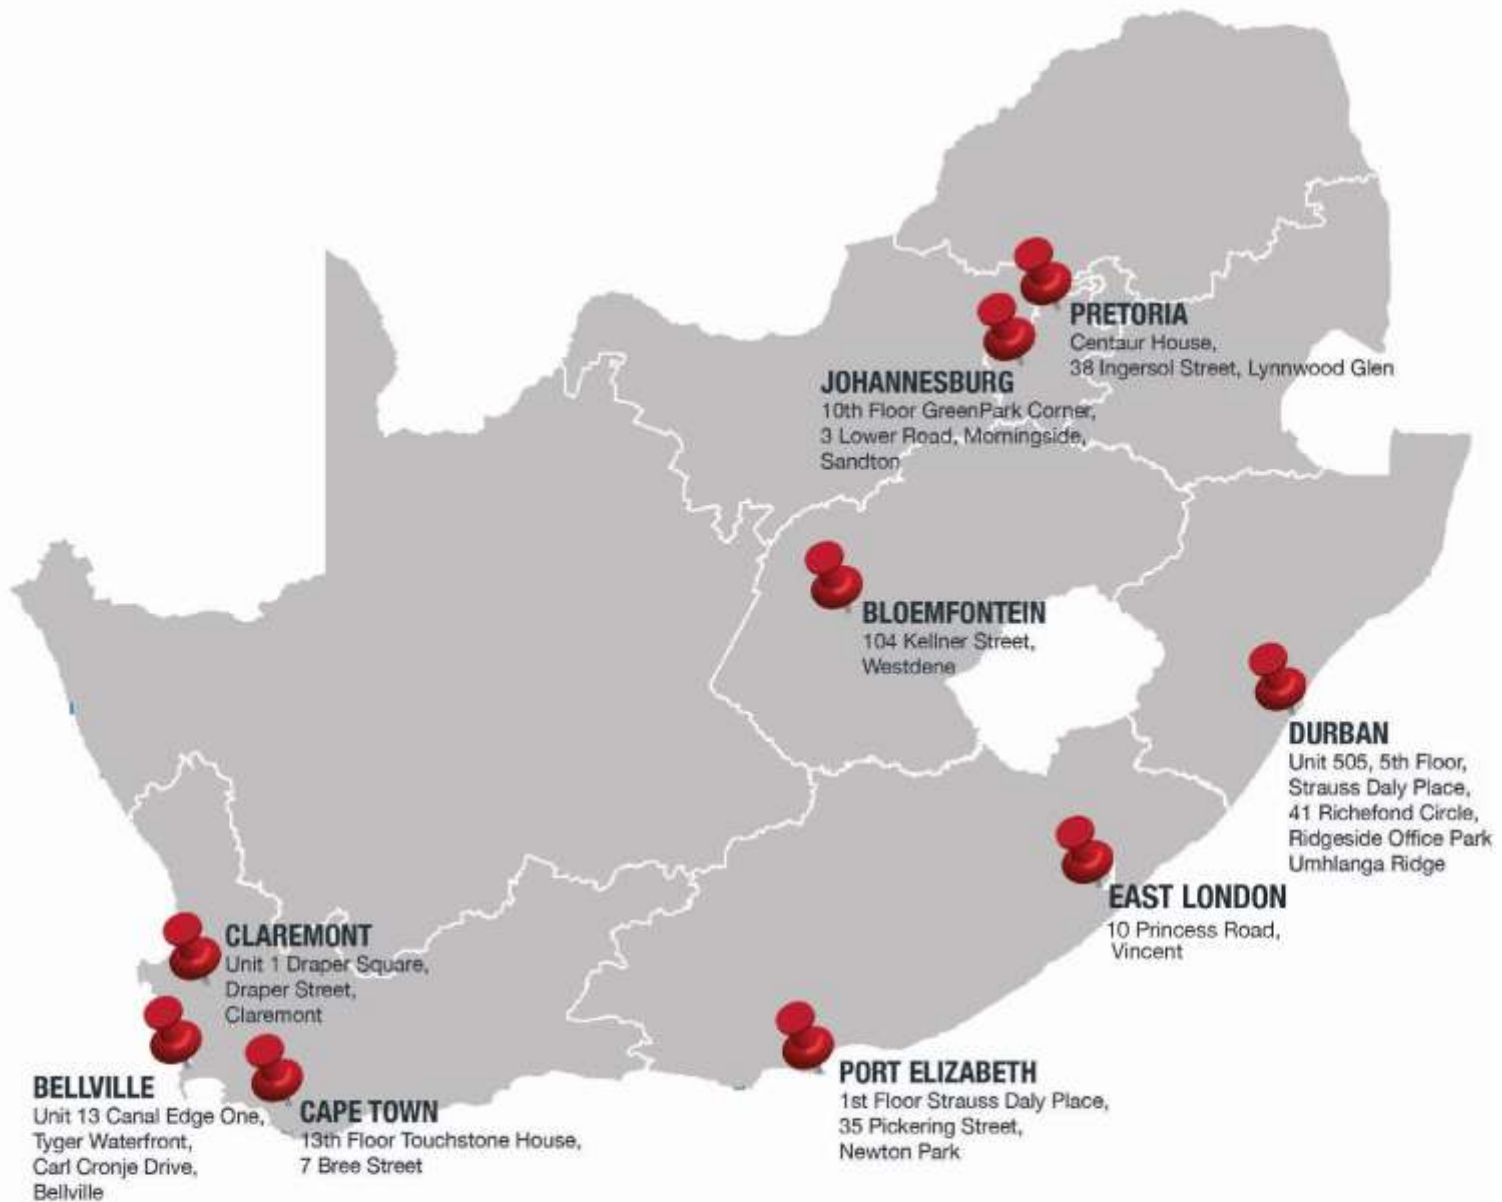 PRETORIA
Centaur House,
38 Ingersol Street, Lynnwood Glen
JOHANNESBURG
10th Floor GreenPark Corner,
3 Lower Road, Morningside,
Sandton
BLOEMFONTEIN
104 Kellner Street,
Westdene
DURBAN
Unit 505, 5th Floor,
Strauss Daly Place,
41 Richefond Circle,
Ridgeside Office Park
Umhlanga Ridge
EAST LONDON
10 Princess Road,
Vincent
CLAREMONT
Unit 1 Draper Square,
Draper Street,
Claremont
BELLVILLE
Unit 13 Canal Edge One,
Tyger Waterfront,
Carl Cronje Drive,
Bellville
CAPE TOWN
13th Floor Touchstone House,
7 Bree Street
PORT ELIZABETH
1st Floor Strauss Daly Place,
35 Pickering Street,
Newton Park